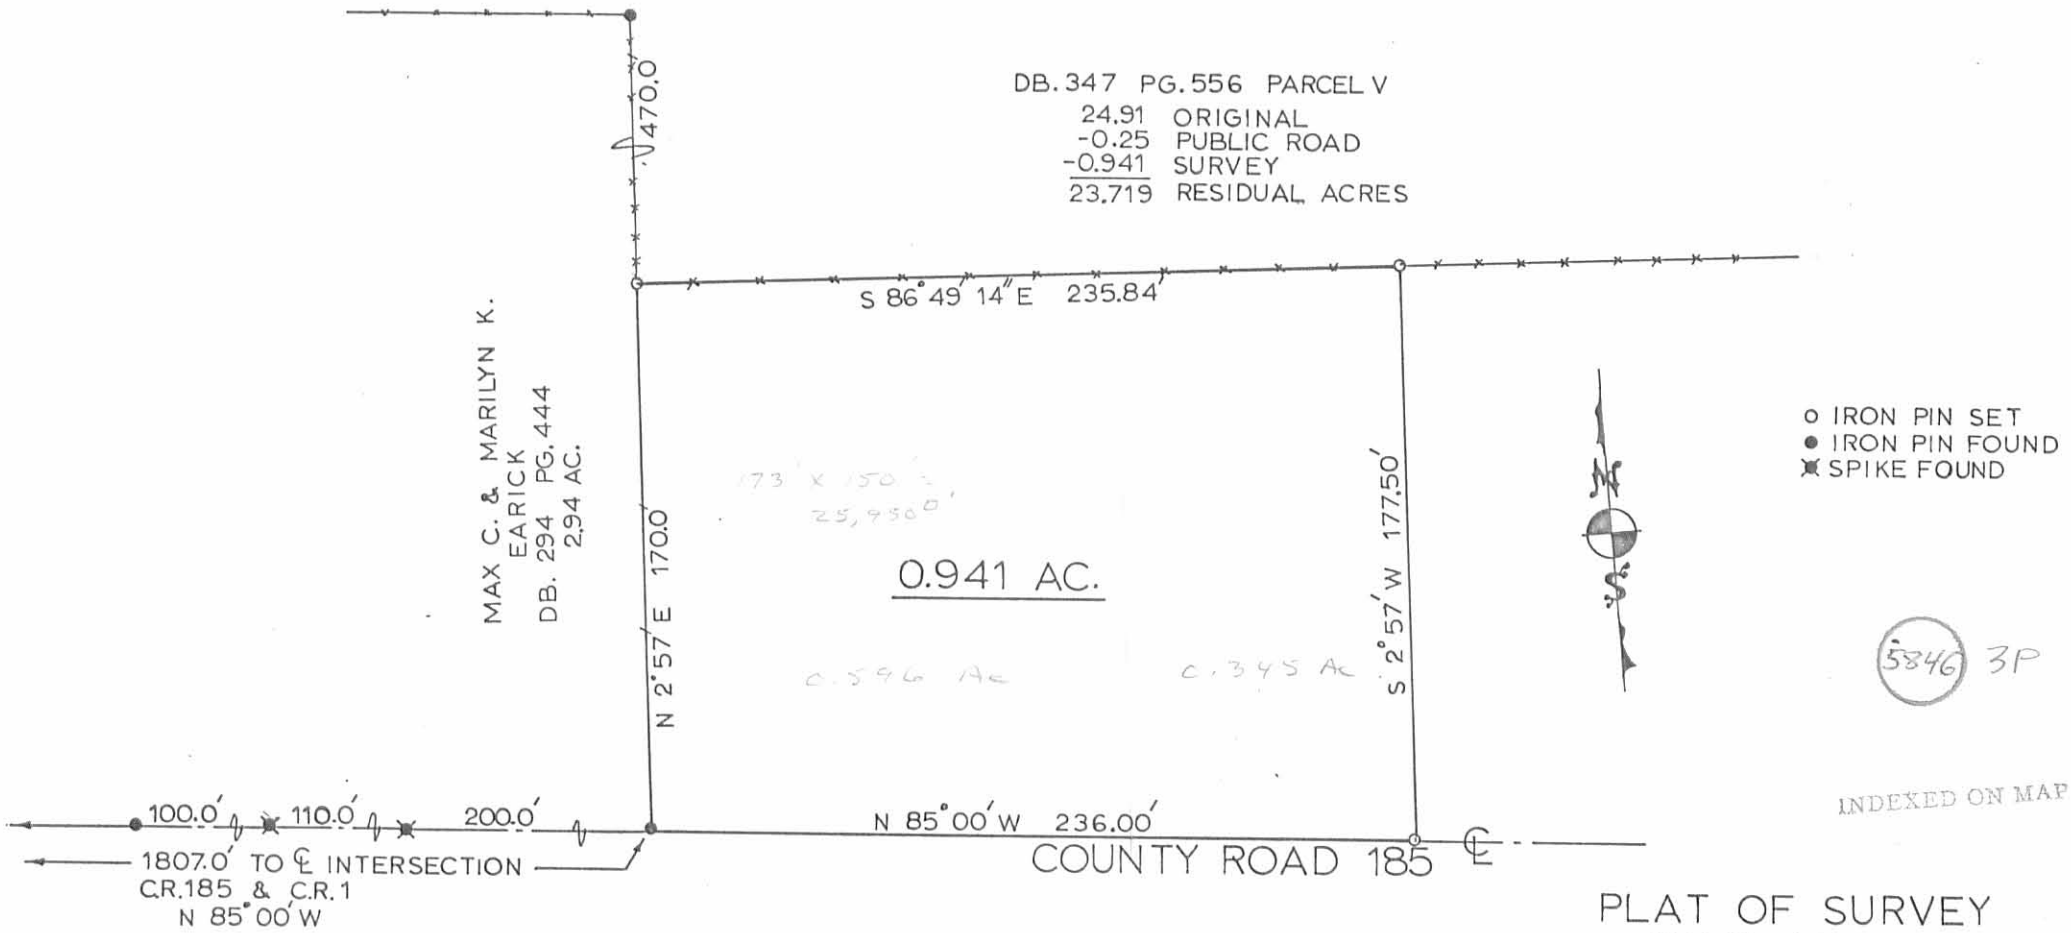 470.0
DB.347 PG.556 PARCEL V
24.91 ORIGINAL
-0.25 PUBLIC ROAD
-0.941 SURVEY
23.719 RESIDUAL ACRES
S 86°49'14"E 235.84'
MAX C. & MARILYN K.
EARICK
DB. 294 PG. 444
2.94 AC.
N 2°57'E 170.0
173' X 150' =
25,950□'
0.941 AC.
0.596 Ac
0.345 Ac
S 2°57'W 177.50'
N
S
○ IRON PIN SET
● IRON PIN FOUND
SPIKE FOUND
5846 3P
INDEXED ON MAP
100.0' 110.0' 200.0'
N 85°00'W 236.00'
COUNTY ROAD 185 ℄
1807.0' TO ℄ INTERSECTION
C.R.185 & C.R.1
N 85°00'W
PLAT OF SURVEY